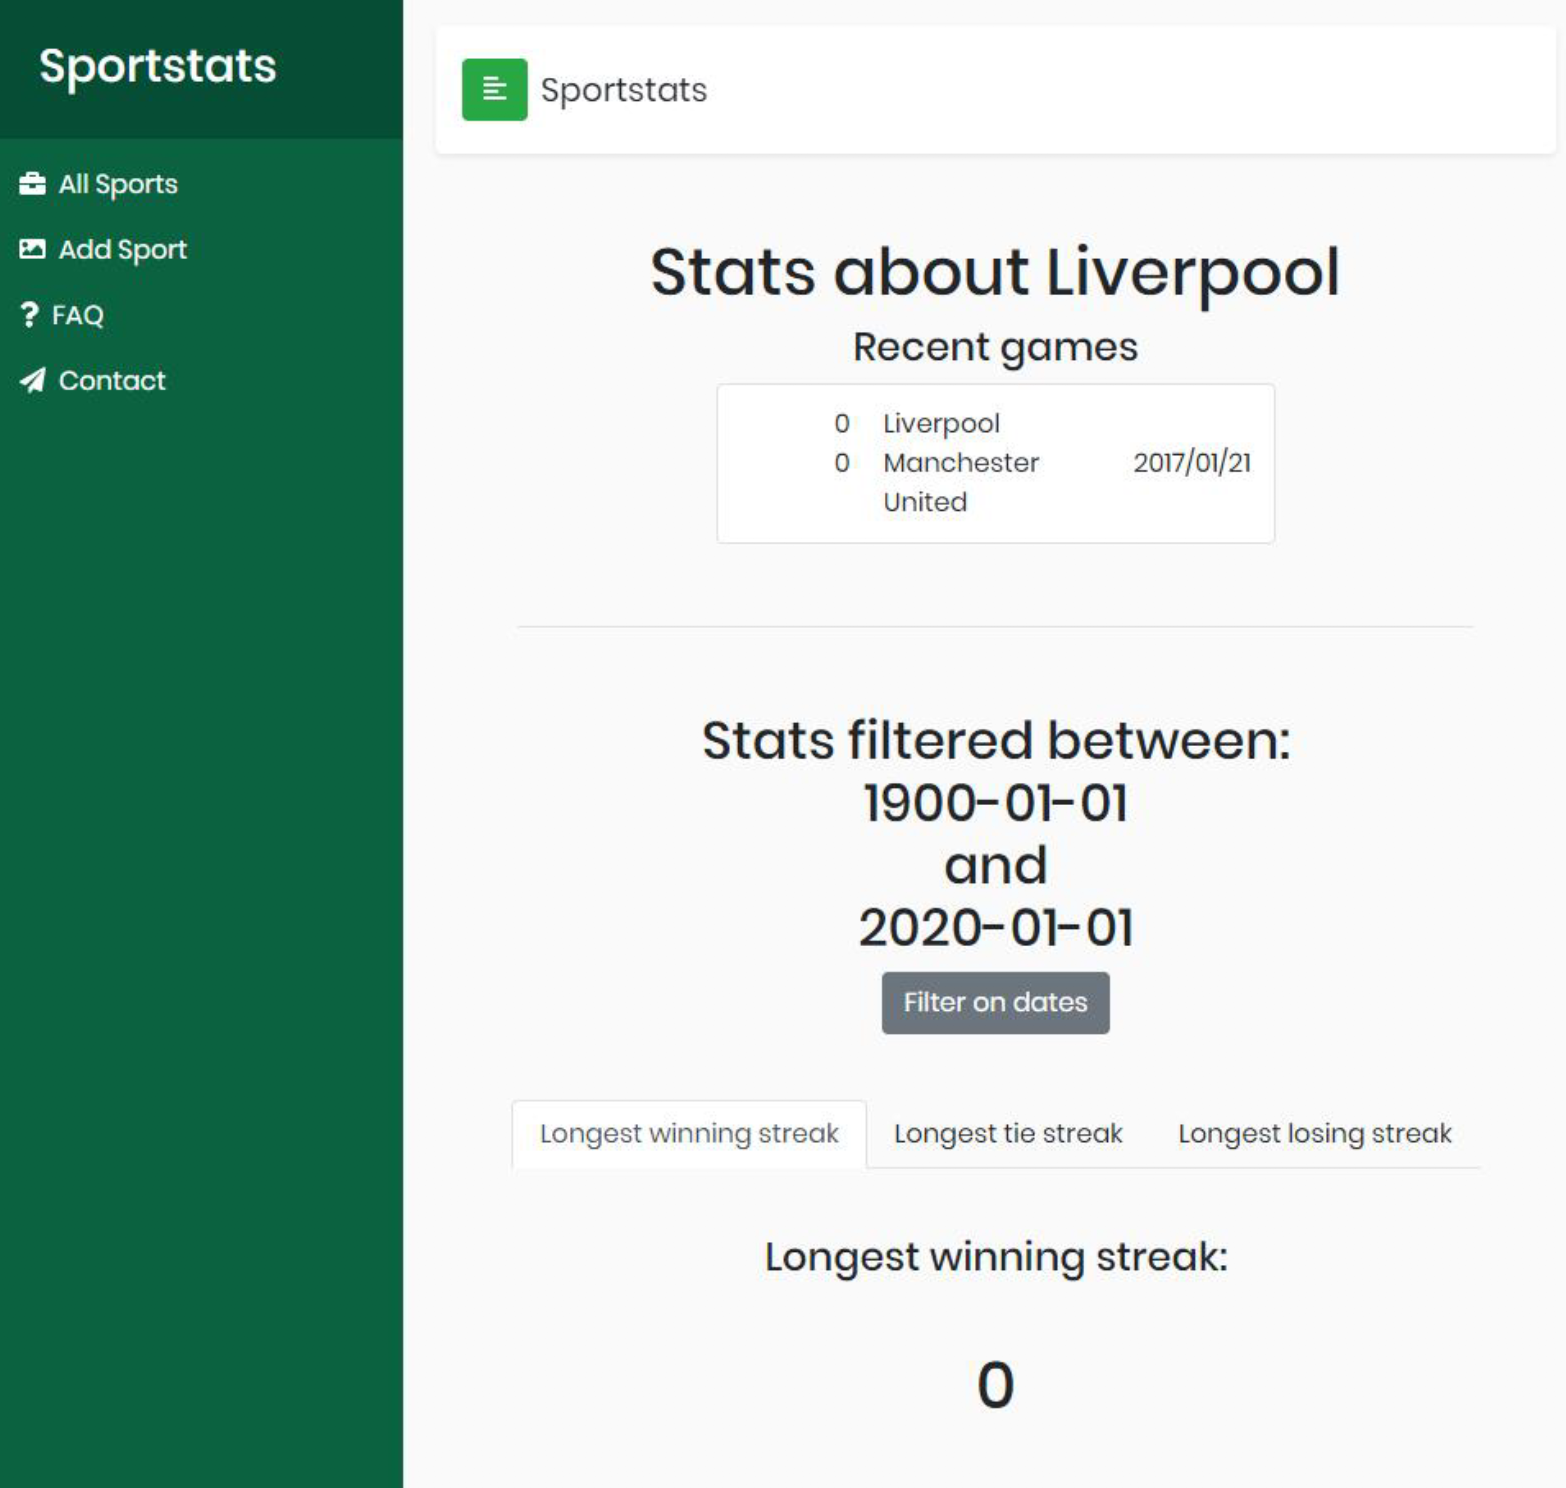 Sportstats
All Sports
Add Sport
? FAQ
Contact
Sportstats
Stats about Liverpool
Recent games
0 Liverpool
0 Manchester 2017/01/21
United
Stats filtered between:
1900-01-01
and
2020-01-01
Filter on dates
Longest winning streak Longest tie streak Longest losing streak
Longest winning streak:
0